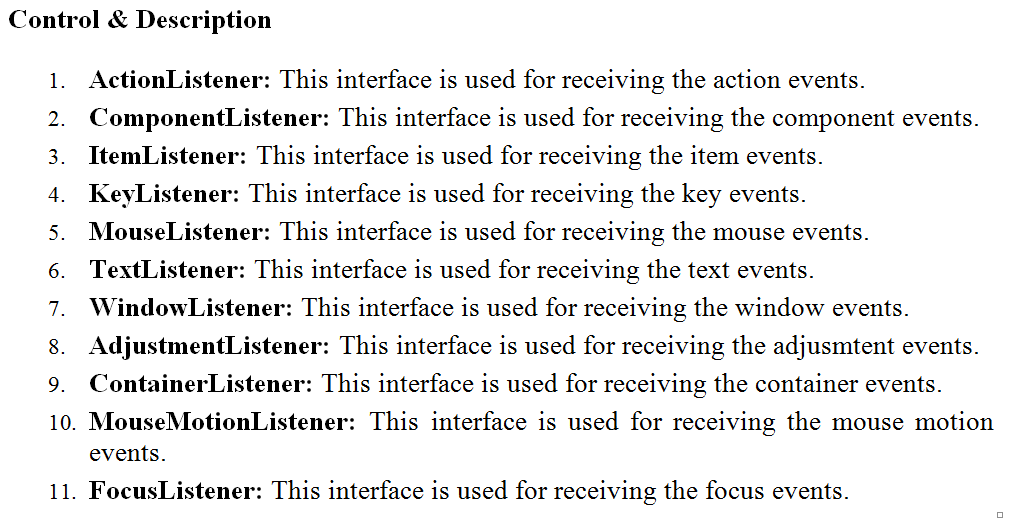 Control & Description
1. ActionListener: This interface is used for receiving the action events.
2. ComponentListener: This interface is used for receiving the component events.
3. ItemListener: This interface is used for receiving the item events.
4. KeyListener: This interface is used for receiving the key events.
5. MouseListener: This interface is used for receiving the mouse events.
6. TextListener: This interface is used for receiving the text events.
7. WindowListener: This interface is used for receiving the window events.
8. AdjustmentListener: This interface is used for receiving the adjusmtent events.
9. ContainerListener: This interface is used for receiving the container events.
10. MouseMotionListener: This interface is used for receiving the mouse motion
events.
11. FocusListener: This interface is used for receiving the focus events.